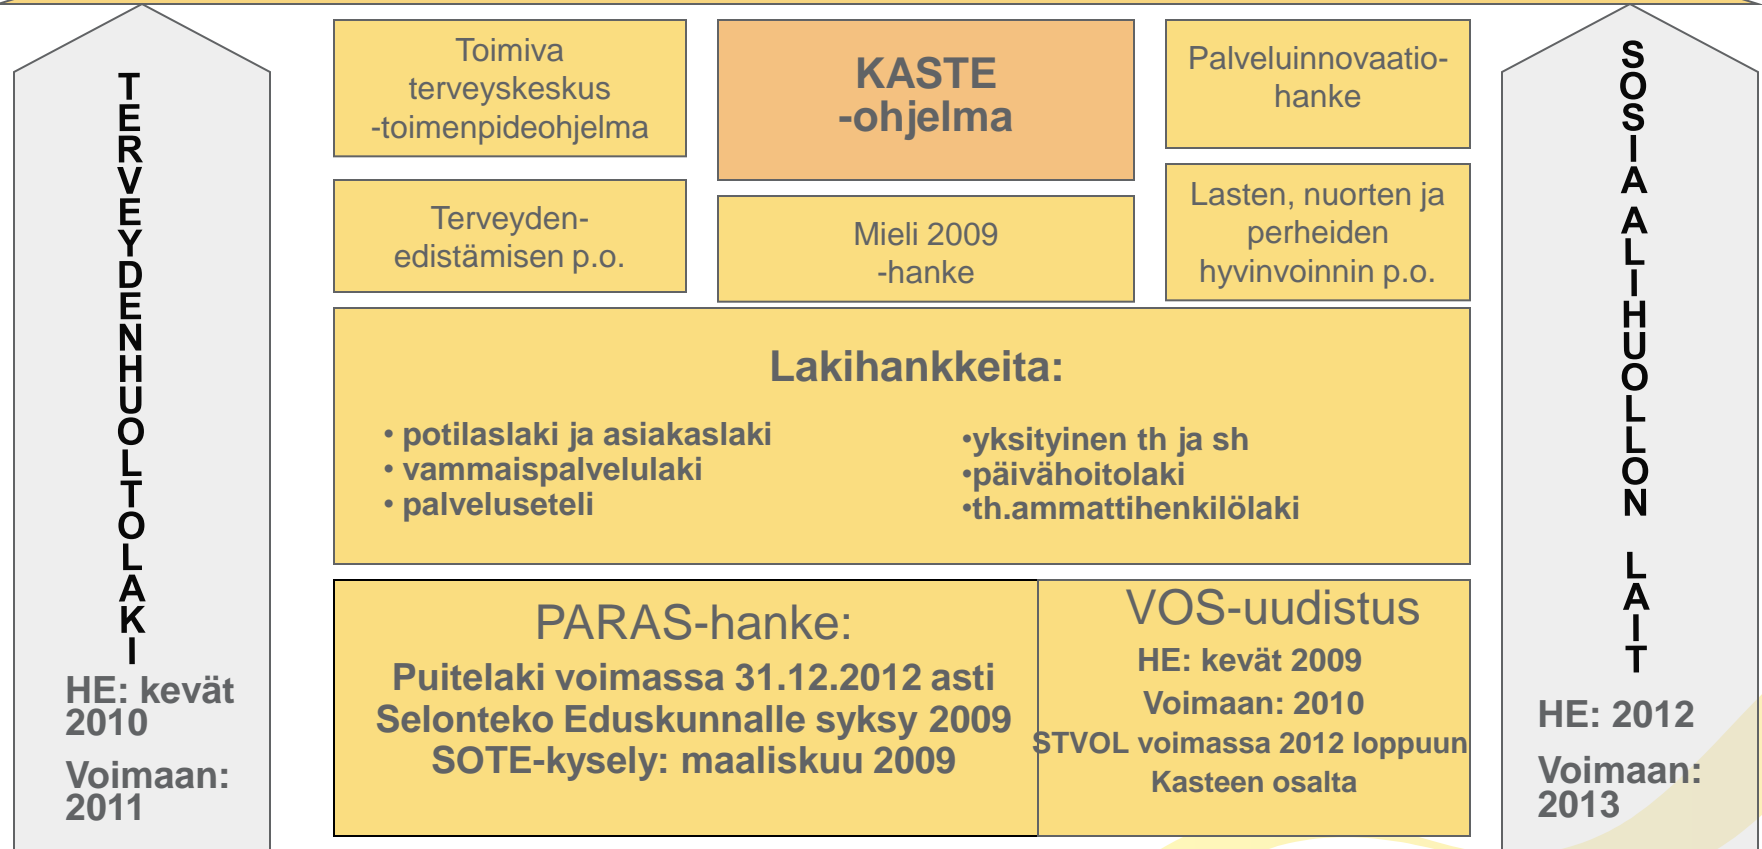 TERVEYDENHUOLTOLAKI
HE: kevät
2010
Voimaan:
2011
Toimiva
terveyskeskus
-toimenpideohjelma
KASTE
-ohjelma
Palveluinnovaatio-
hanke
Terveyden-
edistämisen p.o.
Mieli 2009
-hanke
Lasten, nuorten ja
perheiden
hyvinvoinnin p.o.
Lakihankkeita:
• potilaslaki ja asiakaslaki
• vammaispalvelulaki
• palveluseteli
•yksityinen th ja sh
•päivähoitolaki
•th.ammattihenkilölaki
PARAS-hanke:
Puitelaki voimassa 31.12.2012 asti
Selonteko Eduskunnalle syksy 2009
SOTE-kysely: maaliskuu 2009
VOS-uudistus
HE: kevät 2009
Voimaan: 2010
STVOL voimassa 2012 loppuun
Kasteen osalta
SOSIAALIHUOLLON LAIT
HE: 2012
Voimaan:
2013